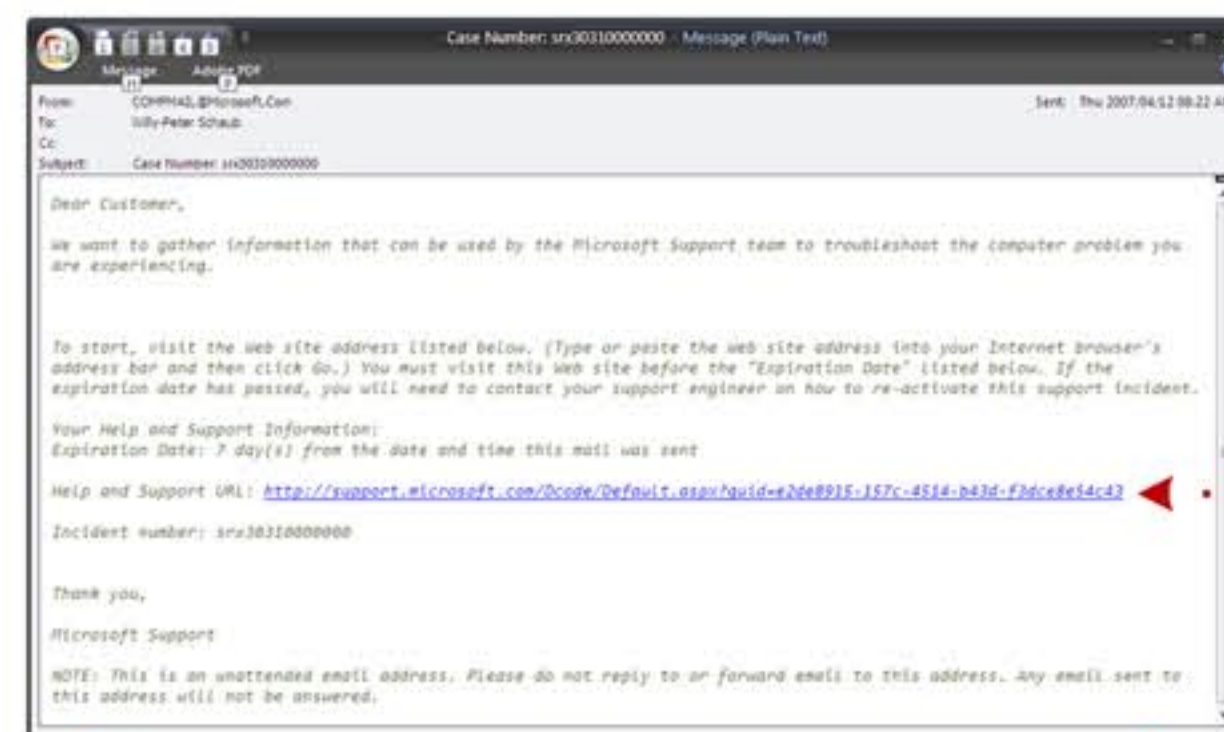 Case Number: srx30310000000 - Message (Plain Text)
Message Adobe PDF
From: COMPMAIL@Microsoft.Com
Sent: Thu 2007/04/12 08:22
To: Willy-Peter Schaub
Cc:
Subject: Case Number: srx30310000000
Dear Customer,
We want to gather information that can be used by the Microsoft Support team to troubleshoot the computer problem you
are experiencing.
To start, visit the web site address listed below. (Type or paste the web site address into your Internet browser's
address bar and then click Go.) You must visit this Web site before the "Expiration Date" listed below. If the
expiration date has passed, you will need to contact your support engineer on how to re-activate this support incident.
Your Help and Support Information:
Expiration Date: 7 day(s) from the date and time this mail was sent
Help and Support URL: http://support.microsoft.com/Dcode/Default.aspx?guid=e2de8915-157c-4514-b43d-f3dce8e54c43
Incident number: srx30310000000
Thank you,
Microsoft Support
NOTE: This is an unattended email address. Please do not reply to or forward email to this address. Any email sent to
this address will not be answered.